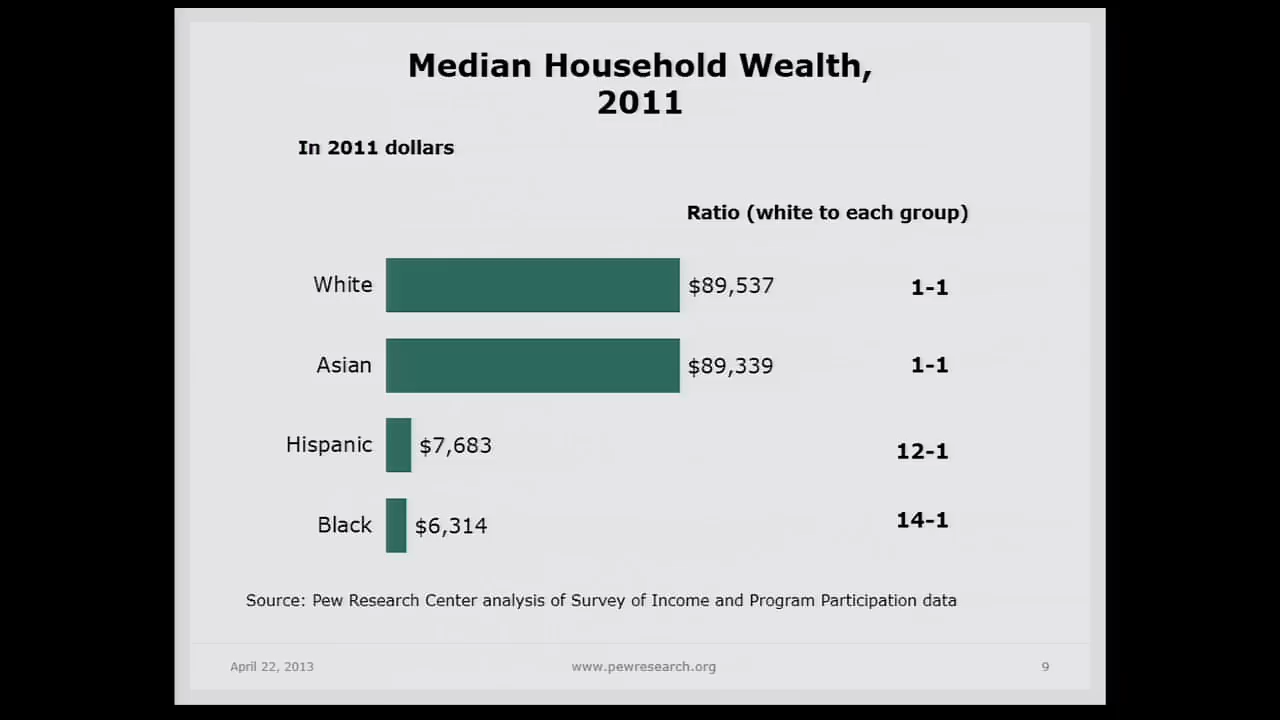 Median Household Wealth,
2011
In 2011 dollars
Ratio (white to each group)
White $89,537 1-1
Asian $89,339 1-1
Hispanic $7,683 12-1
Black $6,314 14-1
Source: Pew Research Center analysis of Survey of Income and Program Participation data
April 22, 2013 www.pewresearch.org 9